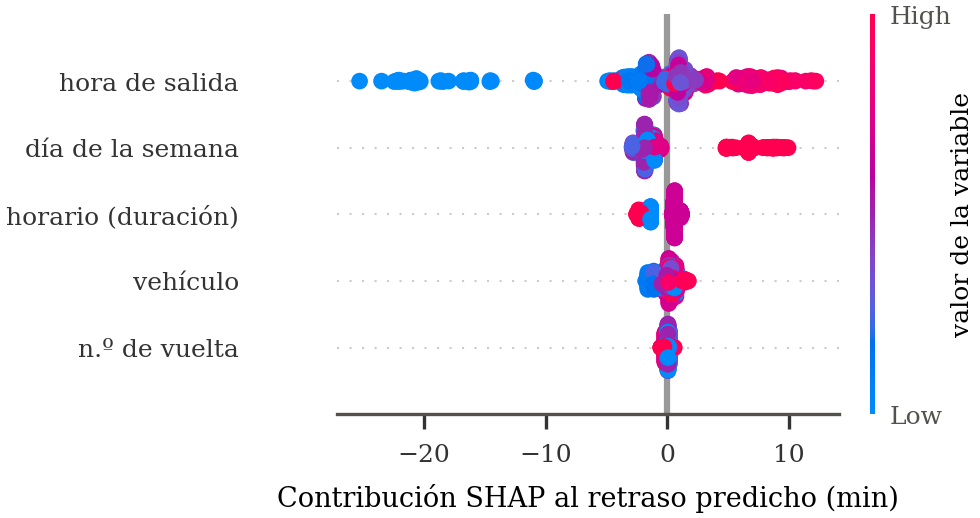 High
hora de salida
día de la semana
horario (duración)
vehículo
n.º de vuelta
valor de la variable
Low
−20
−10
0
10
Contribución SHAP al retraso predicho (min)